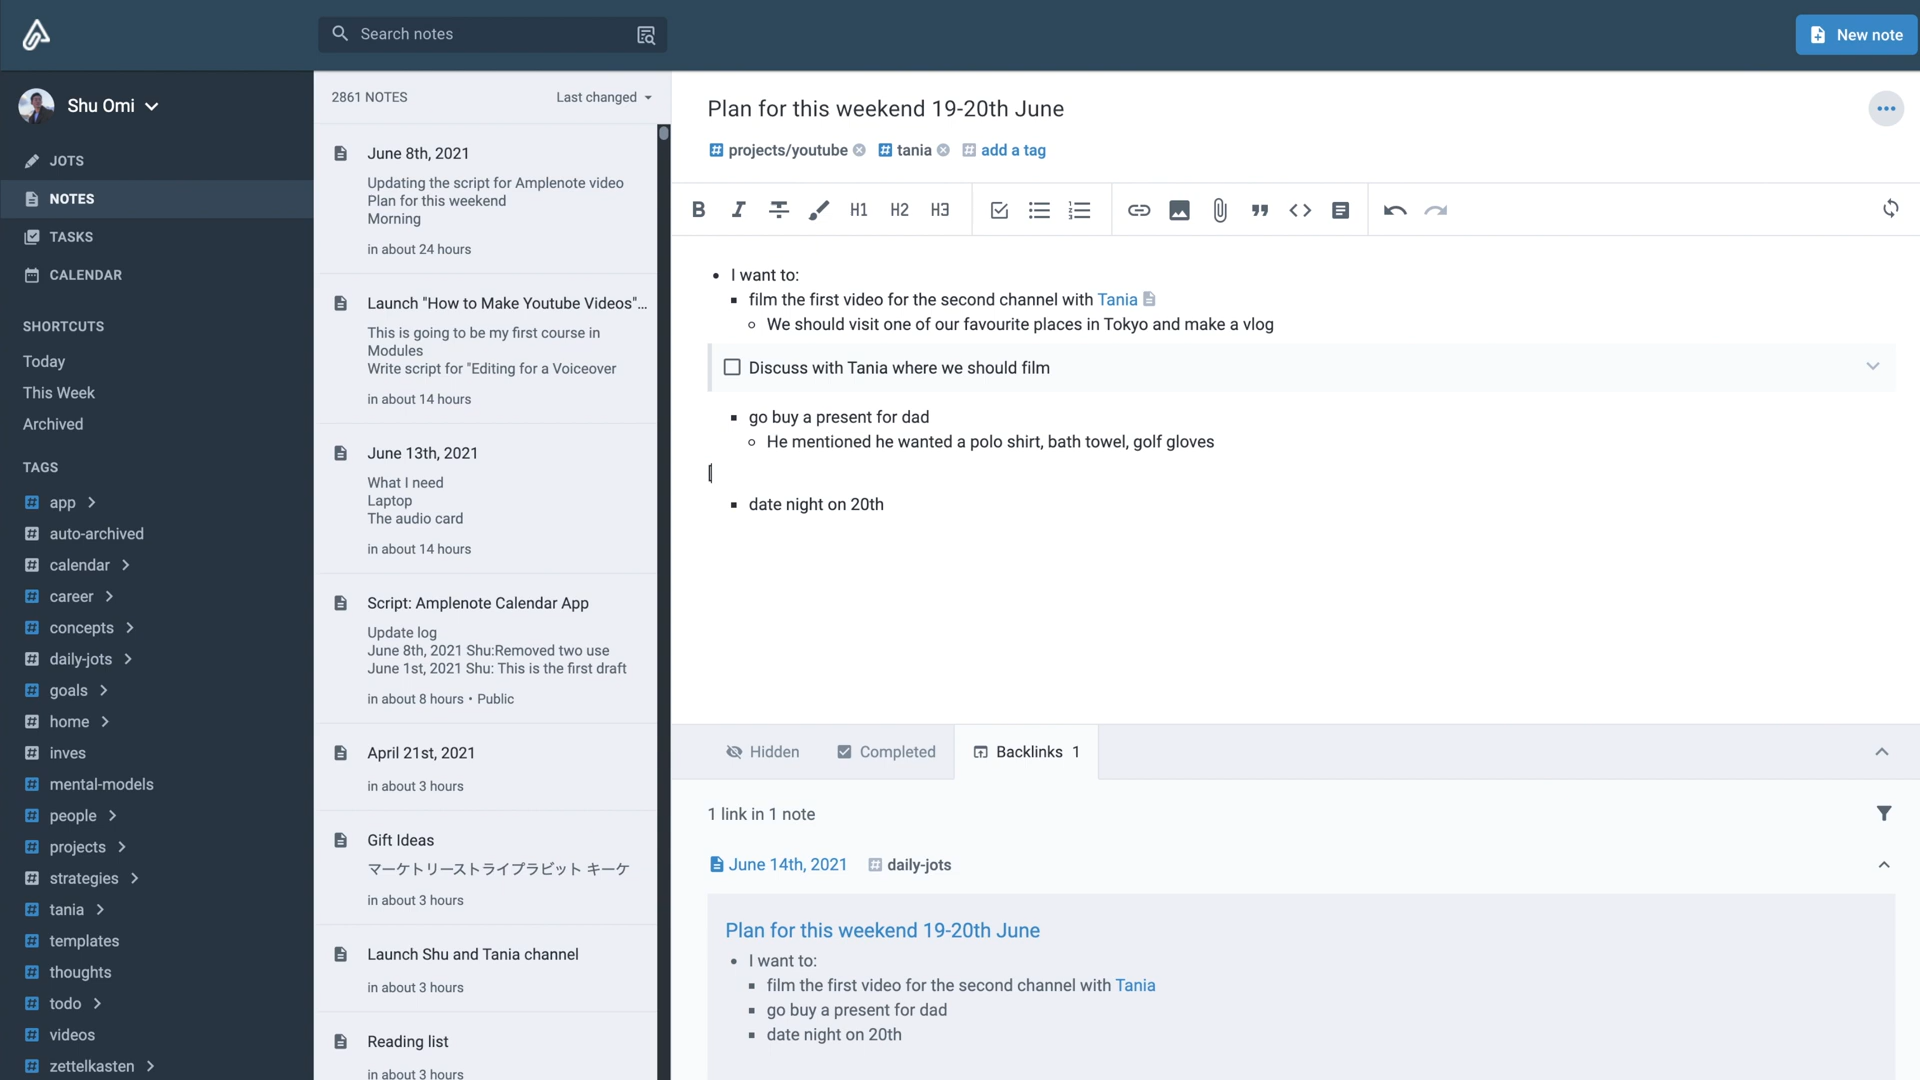 Search notes
New note
Shu Omi
JOTS
NOTES
TASKS
CALENDAR
SHORTCUTS
Today
This Week
Archived
TAGS
app
auto-archived
calendar
career
concepts
daily-jots
goals
home
inves
mental-models
people
projects
strategies
tania
templates
thoughts
todo
videos
zettelkasten
2861 NOTES
Last changed
June 8th, 2021
Updating the script for Amplenote video
Plan for this weekend
Morning
in about 24 hours
Launch "How to Make Youtube Videos"...
This is going to be my first course in
Modules
Write script for "Editing for a Voiceover
in about 14 hours
June 13th, 2021
What I need
Laptop
The audio card
in about 14 hours
Script: Amplenote Calendar App
Update log
June 8th, 2021 Shu:Removed two use
June 1st, 2021 Shu: This is the first draft
in about 8 hours • Public
April 21st, 2021
in about 3 hours
Gift Ideas
マーケトリーストライプラビット キーケ
in about 3 hours
Launch Shu and Tania channel
in about 3 hours
Reading list
in about 3 hours
Plan for this weekend 19-20th June
projects/youtube tania add a tag
B I H1 H2 H3
• I want to:
▪ film the first video for the second channel with Tania
○ We should visit one of our favourite places in Tokyo and make a vlog
Discuss with Tania where we should film
▪ go buy a present for dad
○ He mentioned he wanted a polo shirt, bath towel, golf gloves
▪ date night on 20th
Hidden Completed Backlinks 1
1 link in 1 note
June 14th, 2021 daily-jots
Plan for this weekend 19-20th June
• I want to:
▪ film the first video for the second channel with Tania
▪ go buy a present for dad
▪ date night on 20th